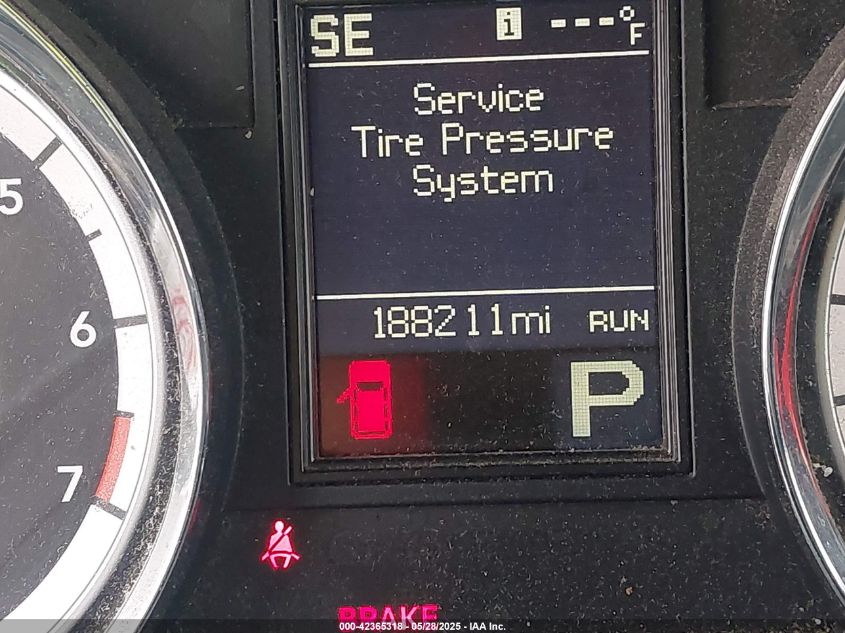 SE i ---°F
Service
Tire Pressure
System
188211mi RUN
P
5
6
7
BRAKE
000-42365318 - 05/28/2025 - IAA Inc.